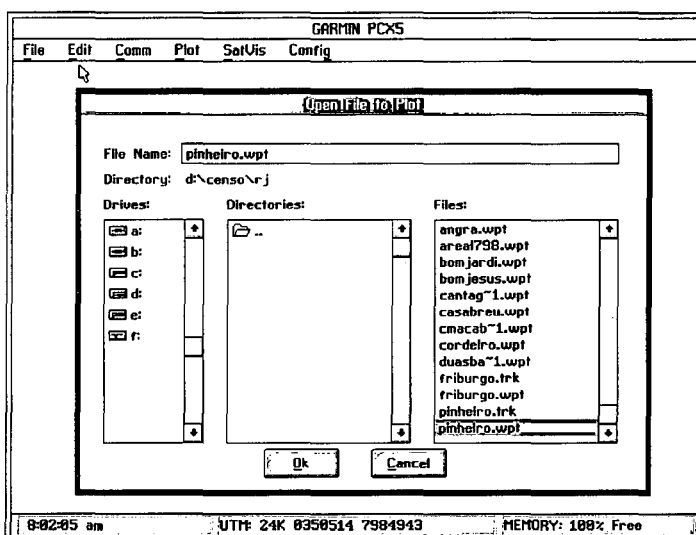 GARMIN PCX5
File Edit Comm Plot SatVis Config
Open File to Plot
File Name: pinheiro.wpt
Directory: d:\censo\rj
Drives: Directories: Files:
a:
b:
c:
d:
e:
f:
..
angra.wpt
areal798.wpt
bomjardi.wpt
bomjesus.wpt
cantag~1.wpt
casabreu.wpt
cmacab~1.wpt
cordeiro.wpt
duasba~1.wpt
friburgo.trk
friburgo.wpt
pinheiro.trk
pinheiro.wpt
Ok Cancel
8:02:05 am UTM: 24K 0350514 7984943 MEMORY: 100% Free